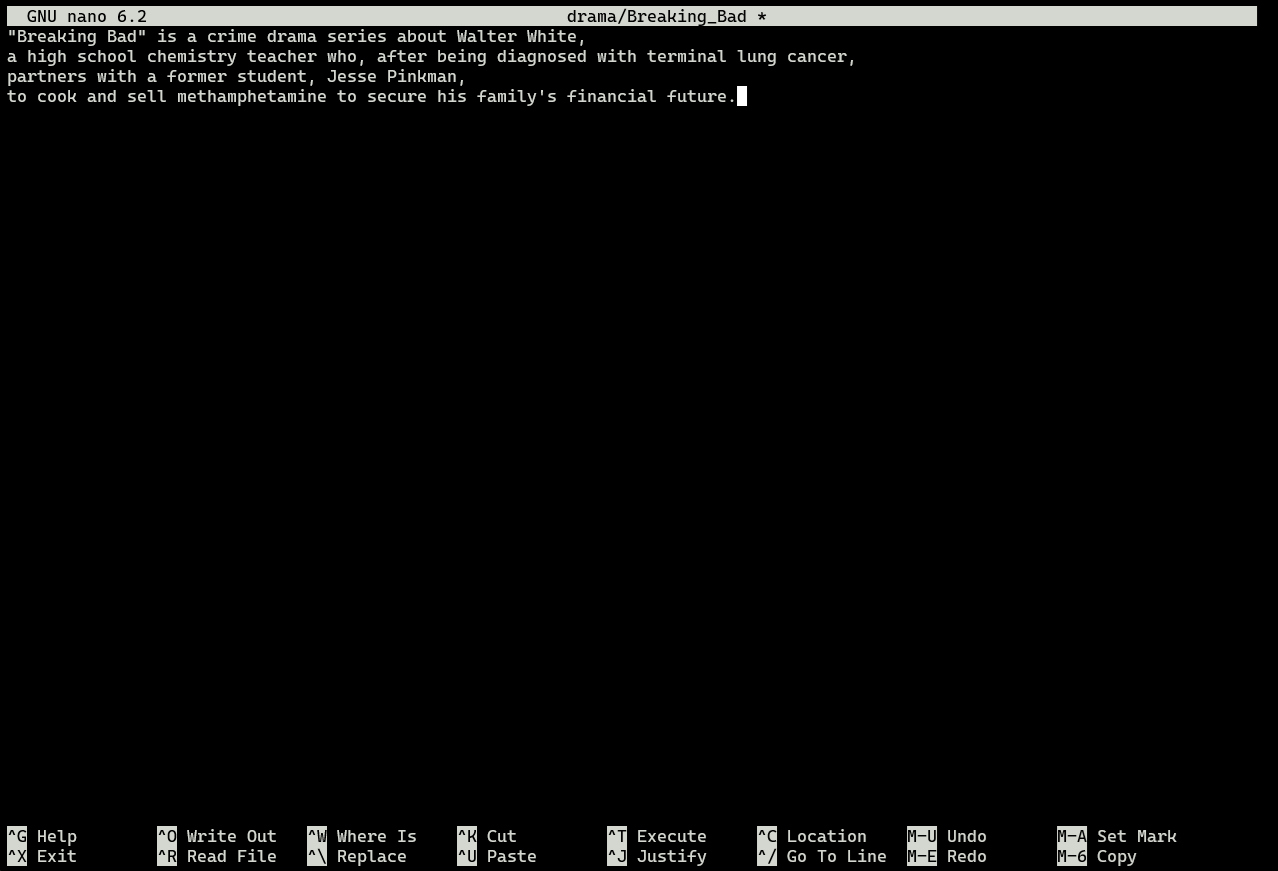 GNU nano 6.2 drama/Breaking_Bad *
"Breaking Bad" is a crime drama series about Walter White,
a high school chemistry teacher who, after being diagnosed with terminal lung cancer,
partners with a former student, Jesse Pinkman,
to cook and sell methamphetamine to secure his family's financial future.
^G Help ^O Write Out ^W Where Is ^K Cut ^T Execute ^C Location M-U Undo M-A Set Mark
^X Exit ^R Read File ^\ Replace ^U Paste ^J Justify ^/ Go To Line M-E Redo M-6 Copy